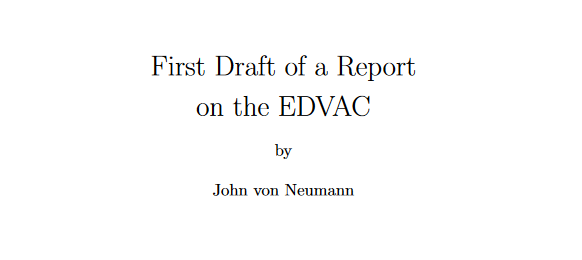 First Draft of a Report
on the EDVAC
by
John von Neumann